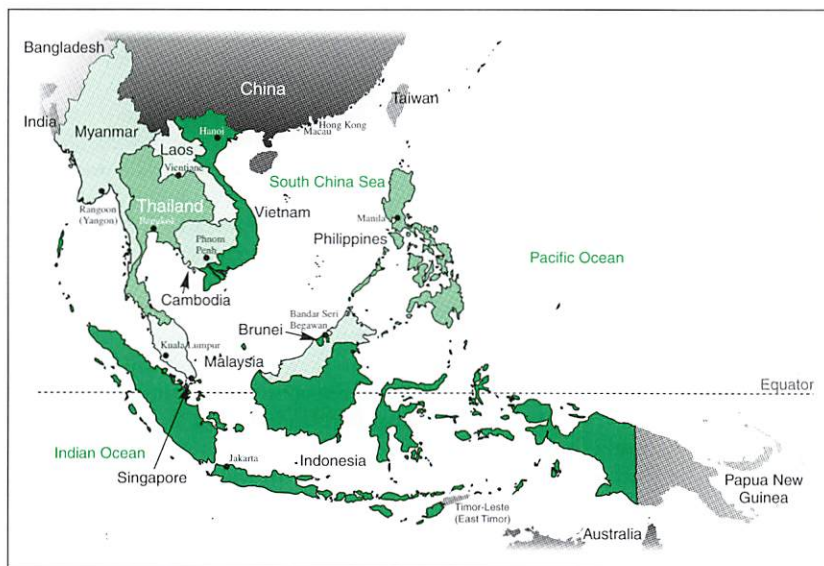 Bangladesh
China
Taiwan
Hong Kong
Macau
India
Myanmar
Hanoi
Laos
Vientiane
South China Sea
Thailand
Rangoon
(Yangon)
Bangkok
Vietnam
Manila
Philippines
Phnom
Penh
Pacific Ocean
Cambodia
Bandar Seri
Begawan
Brunei
Kuala Lumpur
Malaysia
Equator
Indian Ocean
Jakarta
Indonesia
Singapore
Papua New
Guinea
Timor-Leste
(East Timor)
Australia